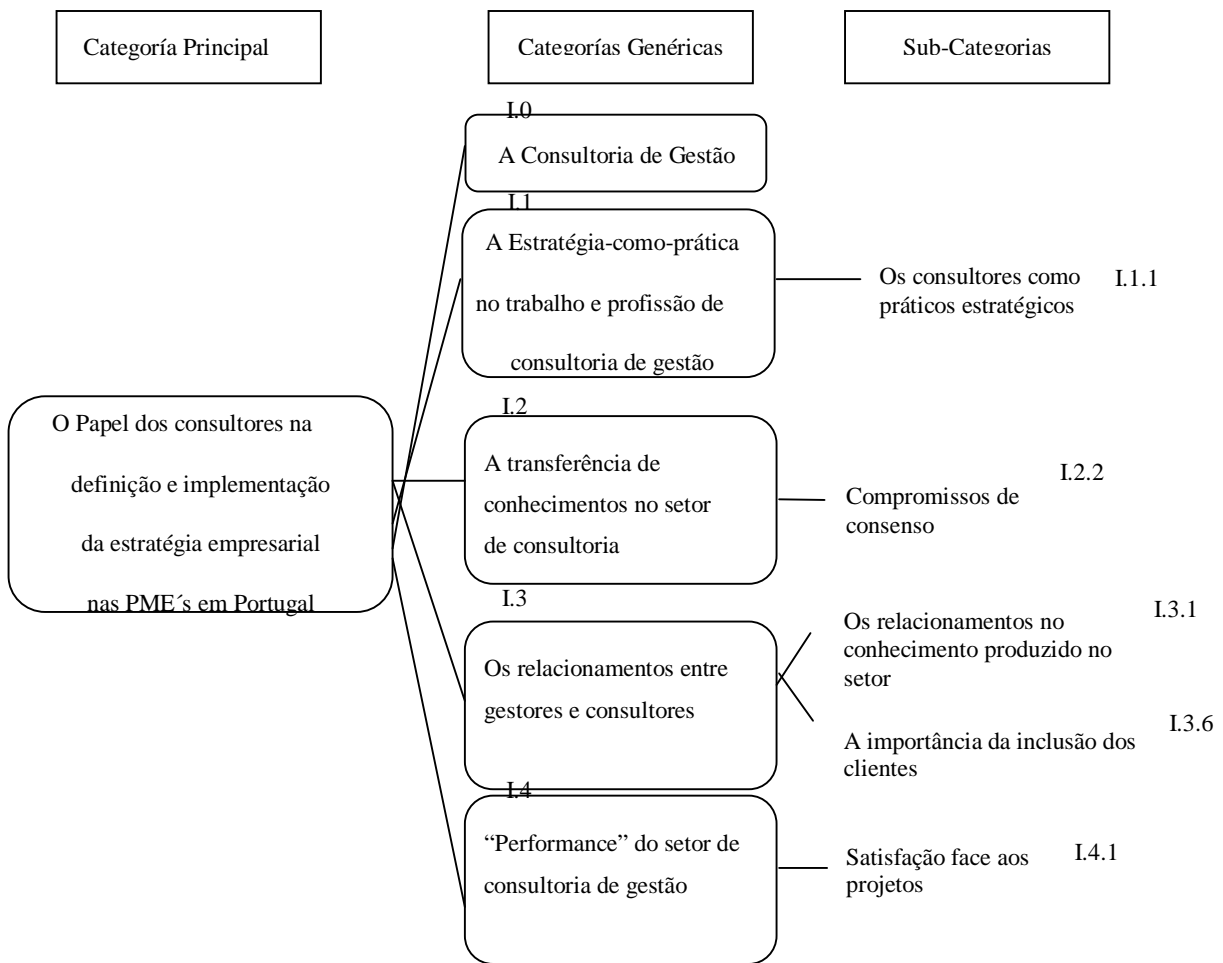 Categoría Principal
Categorías Genéricas
Sub-Categorias
I.0
A Consultoria de Gestão
I.1
A Estratégia-como-prática
no trabalho e profissão de
consultoria de gestão
Os consultores como
práticos estratégicos
I.1.1
O Papel dos consultores na
definição e implementação
da estratégia empresarial
nas PME´s em Portugal
I.2
A transferência de
conhecimentos no setor
de consultoria
Compromissos de
consenso
I.2.2
I.3
Os relacionamentos entre
gestores e consultores
Os relacionamentos no
conhecimento produzido no
setor
I.3.1
A importância da inclusão dos
clientes
I.3.6
I.4
“Performance” do setor de
consultoria de gestão
Satisfação face aos
projetos
I.4.1